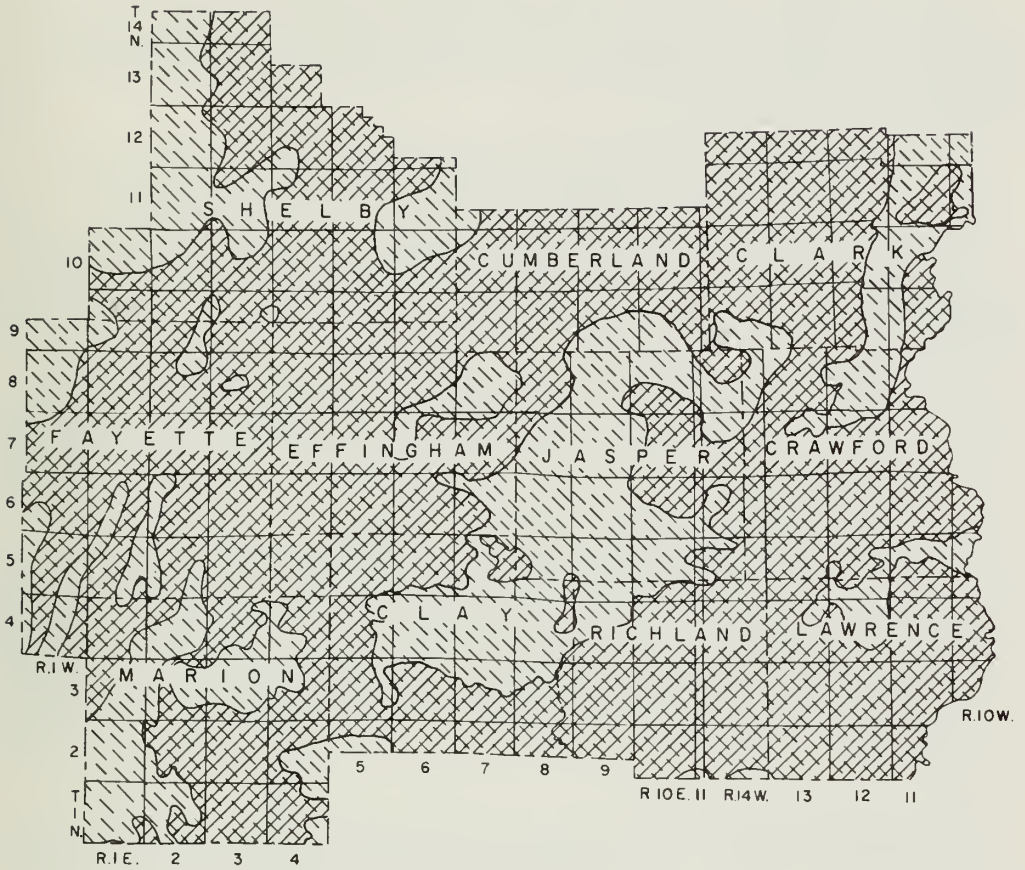 T
14
N.
13
12
11
SHELBY
10
CUMBERLAND CLARK
9
8
FAYETTE EFFINGHAM JASPER CRAWFORD
7
6
5
4
CLAY
RICHLAND LAWRENCE
R.1W.
MARION
3
R.10W.
2
5 6 7 8 9
R10E. 11 R.14W. 13 12 11
T
1
N.
R.1E. 2 3 4